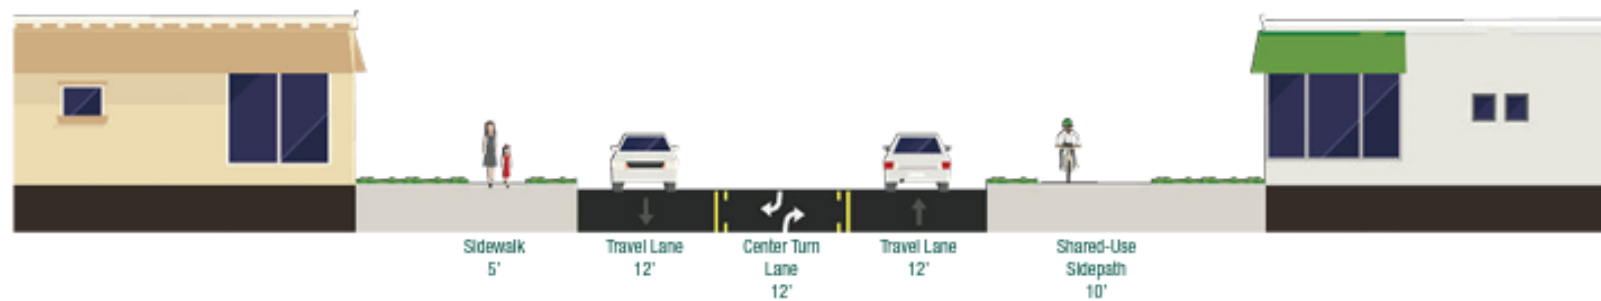 Sidewalk
5'
Travel Lane
12'
Center Turn
Lane
12'
Travel Lane
12'
Shared-Use
Sidepath
10'